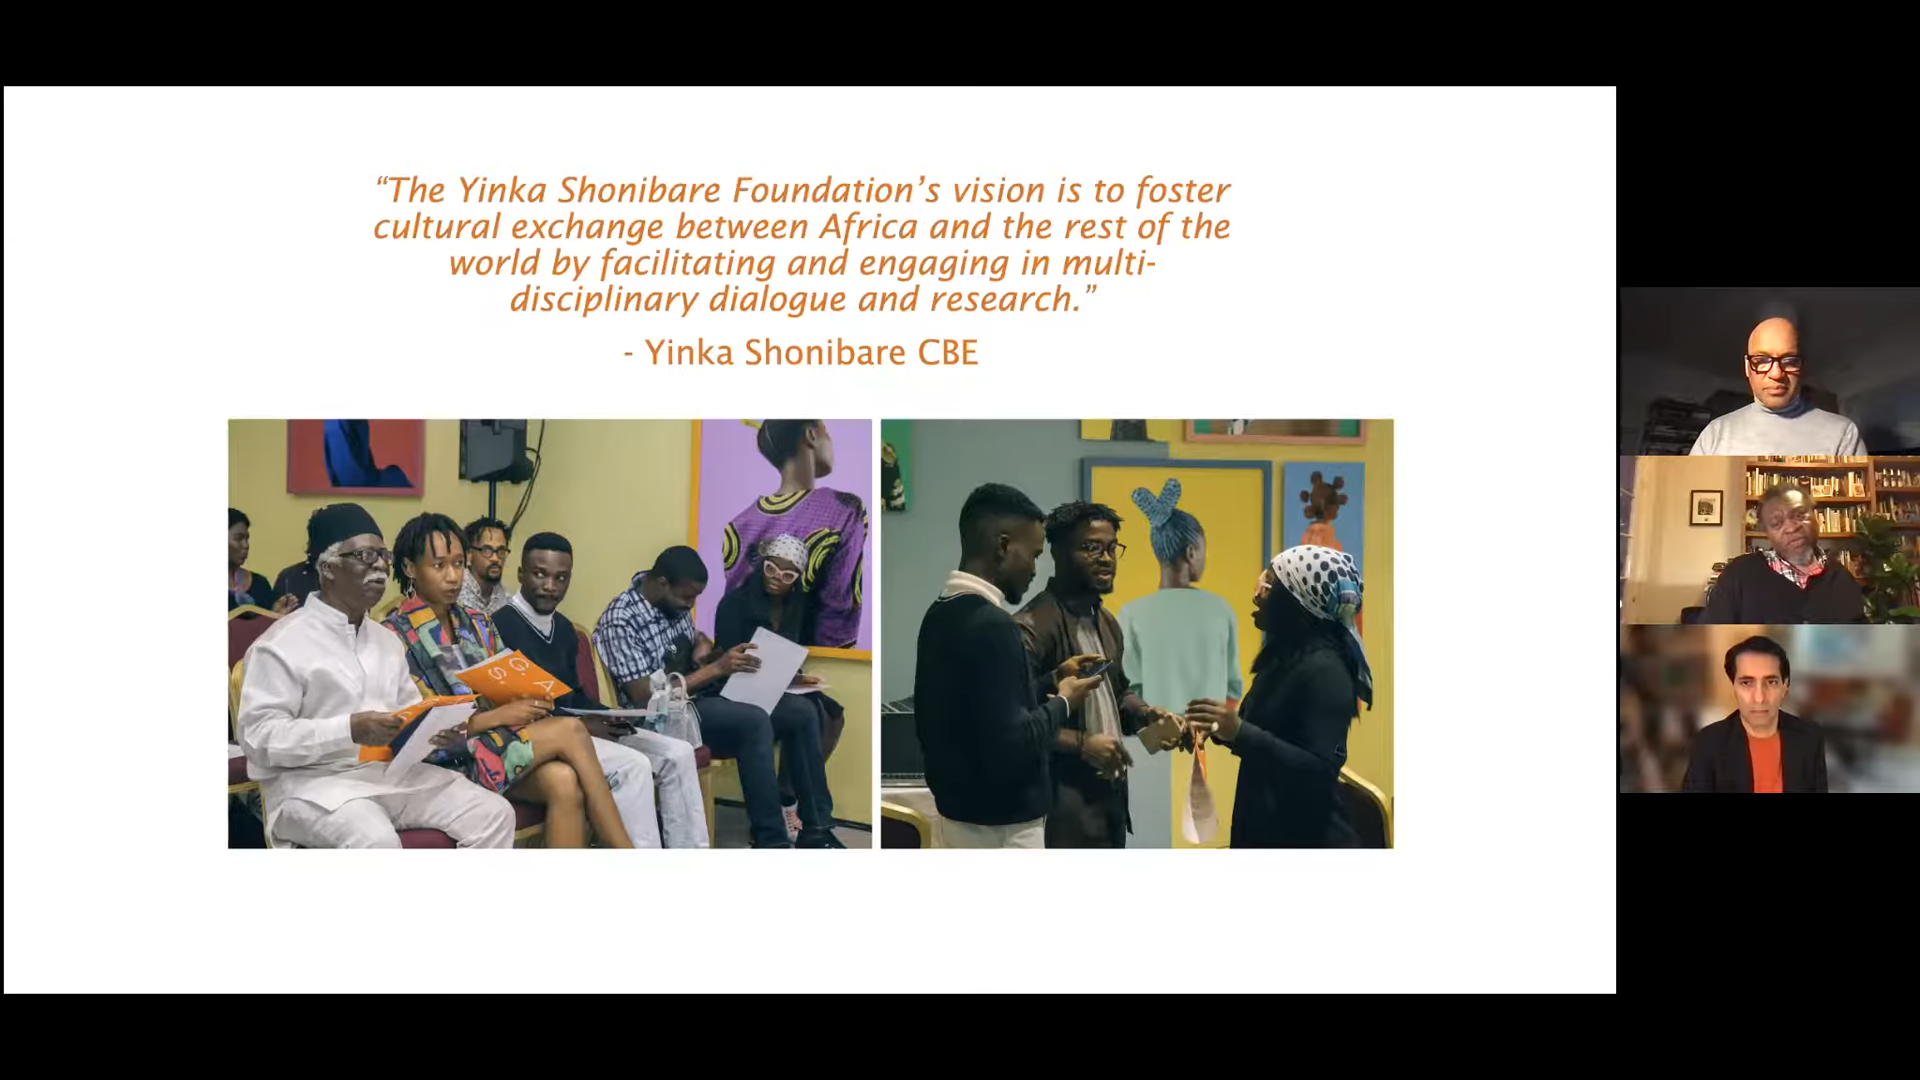 “The Yinka Shonibare Foundation’s vision is to foster
cultural exchange between Africa and the rest of the
world by facilitating and engaging in multi-
disciplinary dialogue and research.”
- Yinka Shonibare CBE
G. A.
S.